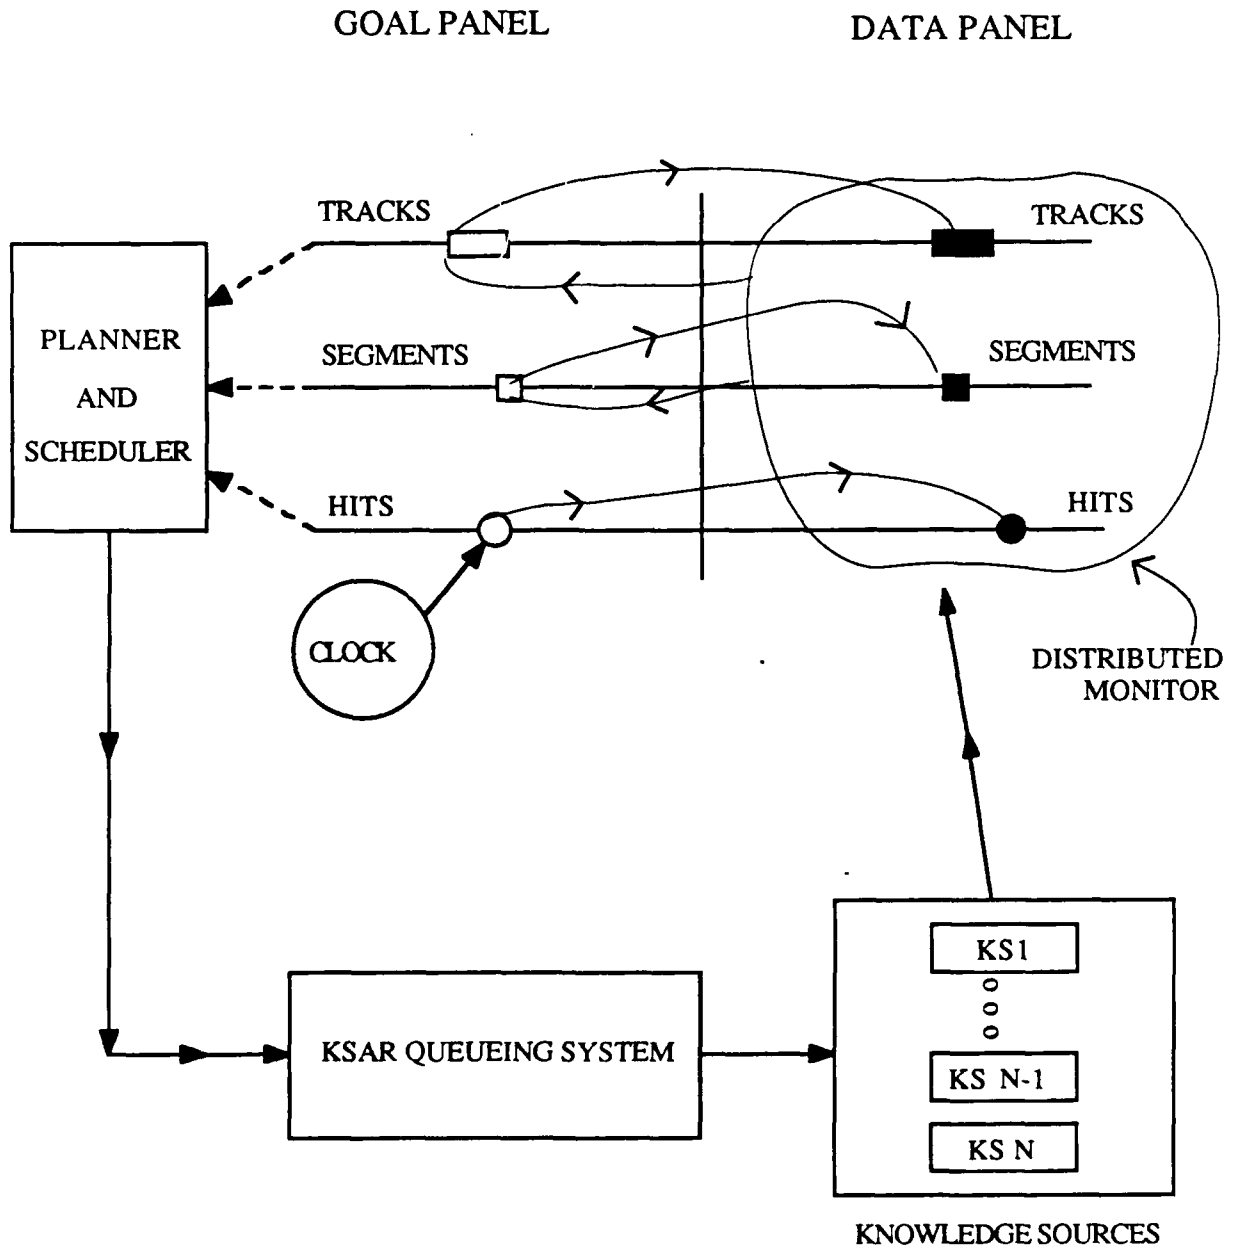 GOAL PANEL
DATA PANEL
TRACKS
TRACKS
PLANNER
AND
SCHEDULER
SEGMENTS
SEGMENTS
HITS
HITS
CLOCK
DISTRIBUTED
MONITOR
KS1
KSAR QUEUEING SYSTEM
KS N-1
KS N
KNOWLEDGE SOURCES